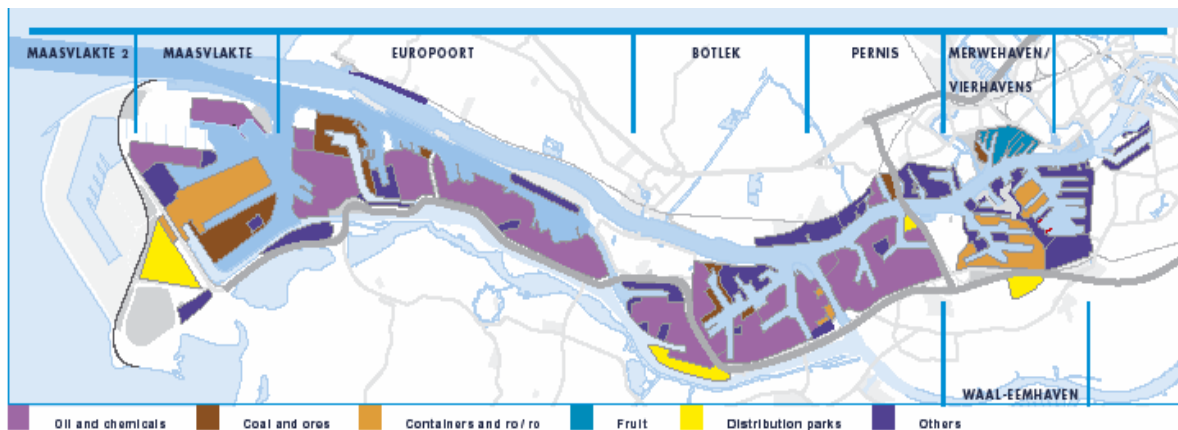 MAASVLAKTE 2 MAASVLAKTE EUROPOORT BOTLEK PERNIS MERWEHAVEN/
VIERHAVENS
WAAL-EEMHAVEN
Oil and chemicals Coal and ores Containers and ro/ro Fruit Distribution parks Others